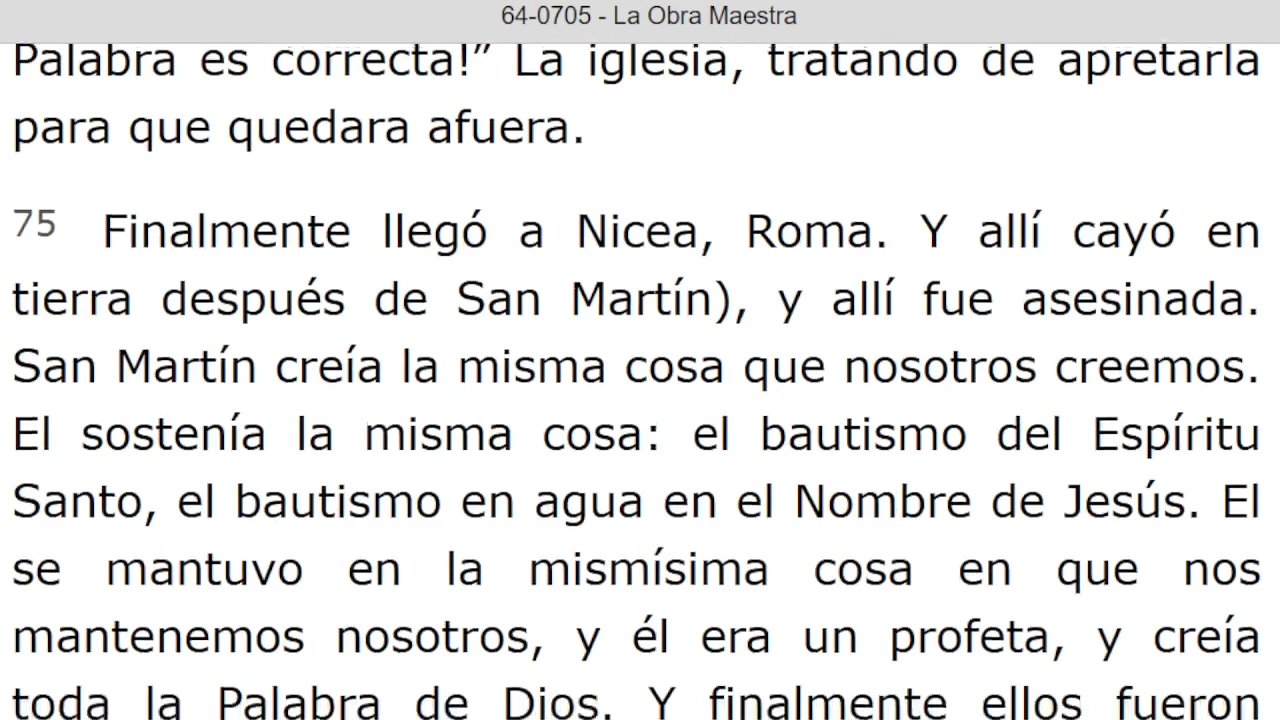 64-0705 - La Obra Maestra
Palabra es correcta!” La iglesia, tratando de apretarla
para que quedara afuera.
75 Finalmente llegó a Nicea, Roma. Y allí cayó en
tierra después de San Martín), y allí fue asesinada.
San Martín creía la misma cosa que nosotros creemos.
El sostenía la misma cosa: el bautismo del Espíritu
Santo, el bautismo en agua en el Nombre de Jesús. El
se mantuvo en la mismísima cosa en que nos
mantenemos nosotros, y él era un profeta, y creía
toda la Palabra de Dios. Y finalmente ellos fueron